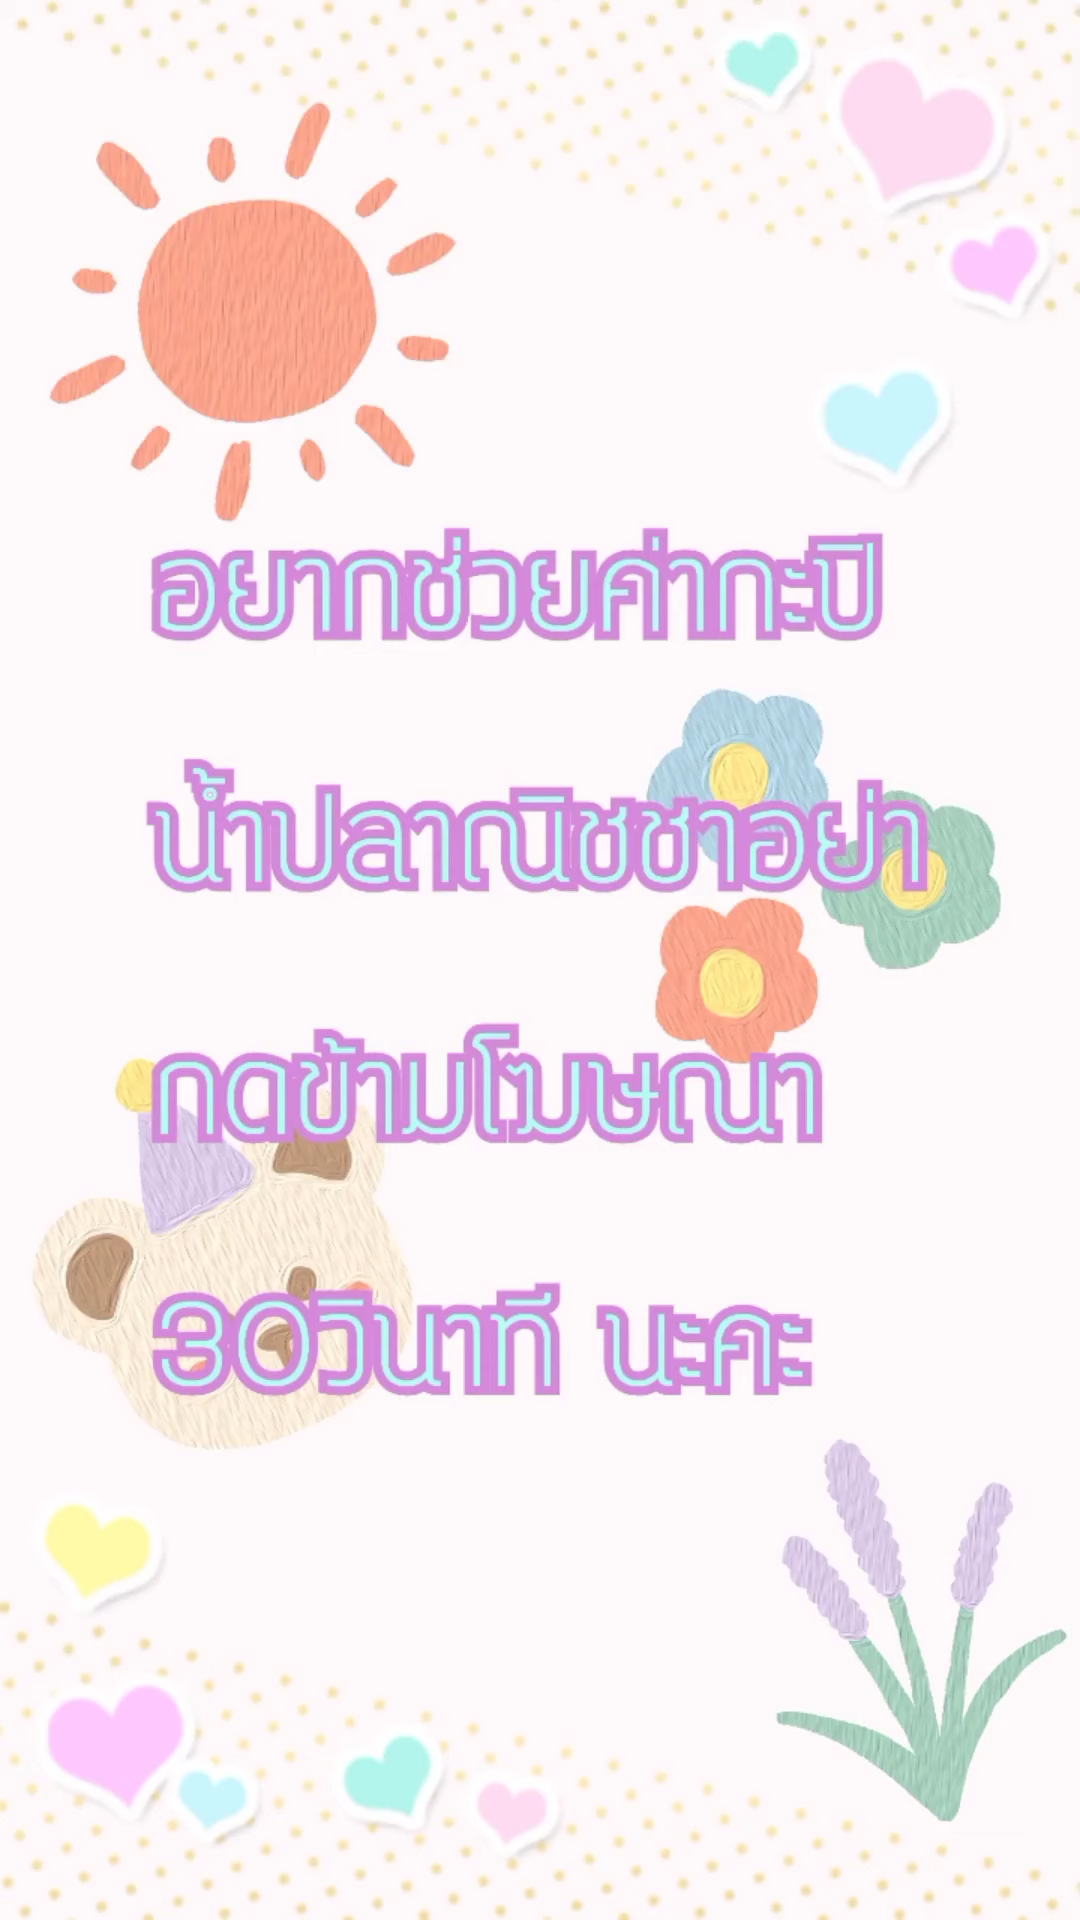 อยากช่วยค่ากะปิ
น้ำปลาณิชชาอย่า
กดข้ามโฆษณา
30วินาที นะคะ